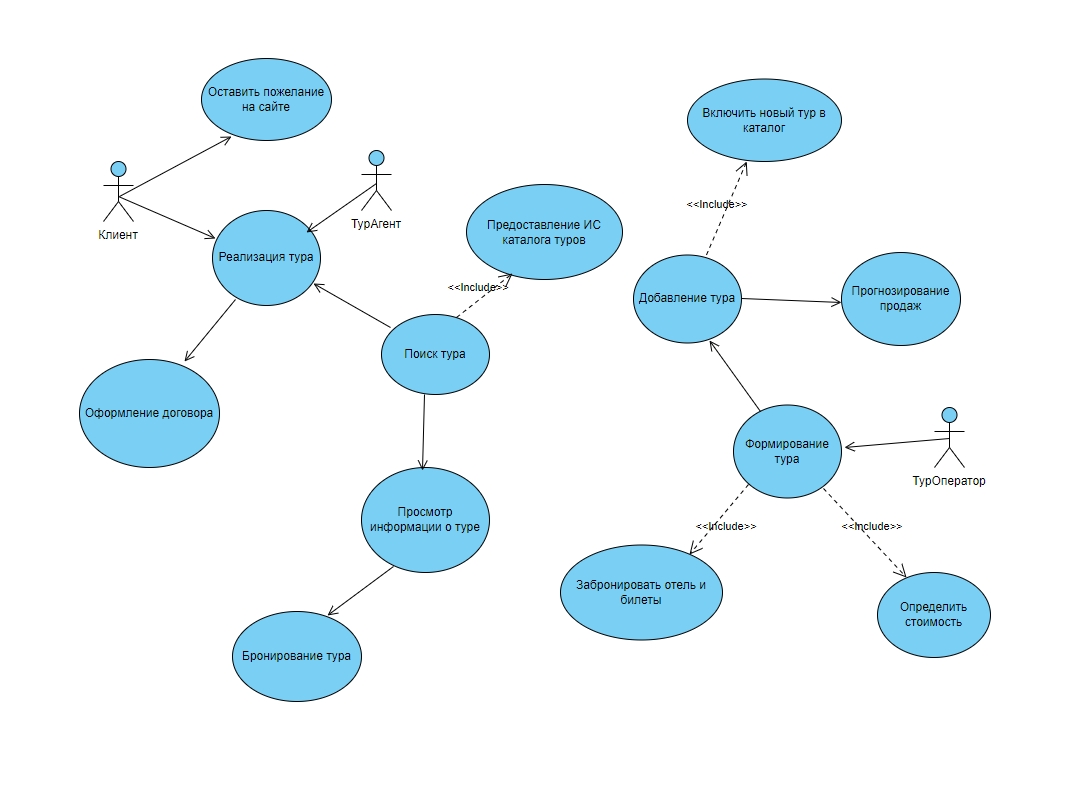 Оставить пожелание
на сайте
Включить новый тур в
каталог
<<Include>>
Клиент
ТурАгент
Предоставление ИС
каталога туров
Реализация тура
<<Include>>
Добавление тура
Прогнозирование
продаж
Поиск тура
Оформление договора
Формирование
тура
ТурОператор
Просмотр
информации о туре
<<Include>>
<<Include>>
Забронировать отель и
билеты
Определить
стоимость
Бронирование тура